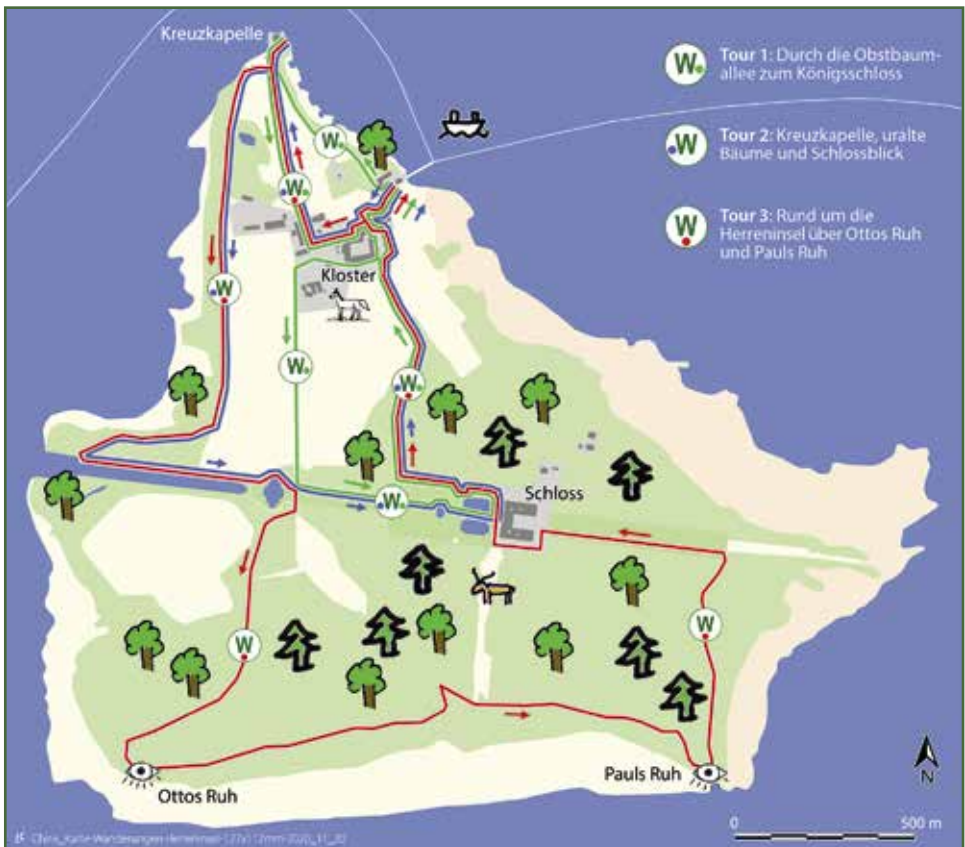 Kreuzkapelle
W Tour 1: Durch die Obstbaum-
allee zum Königsschloss
W Tour 2: Kreuzkapelle, uralte
Bäume und Schlossblick
W Tour 3: Rund um die
Herreninsel über Ottos Ruh
und Pauls Ruh
W
W
Kloster
W
W
W
Schloss
W
W
W
Ottos Ruh
Pauls Ruh
N
0 500 m